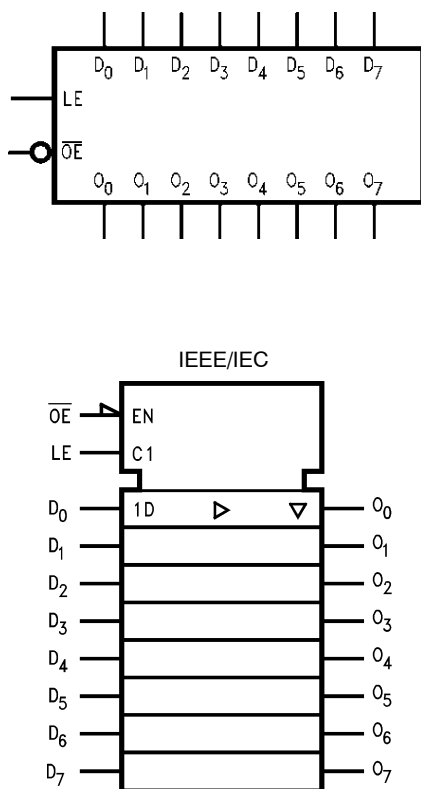 D₀ D₁ D₂ D₃ D₄ D₅ D₆ D₇
LE
O̅E̅
O₀ O₁ O₂ O₃ O₄ O₅ O₆ O₇
IEEE/IEC
O̅E̅ EN
LE C1
D₀ 1D O₀
D₁ O₁
D₂ O₂
D₃ O₃
D₄ O₄
D₅ O₅
D₆ O₆
D₇ O₇